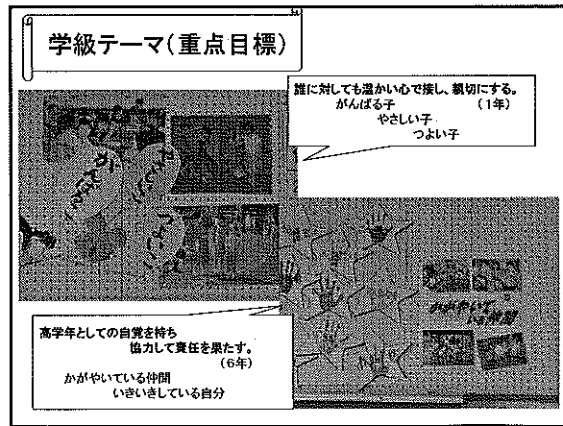 学級テーマ(重点目標)
誰に対しても温かい心で接し、親切にする。
がんばる子 (1年)
やさしい子
つよい子
高学年としての自覚を持ち
協力して責任を果たす。
(6年)
かがやいている仲間
いきいきしている自分